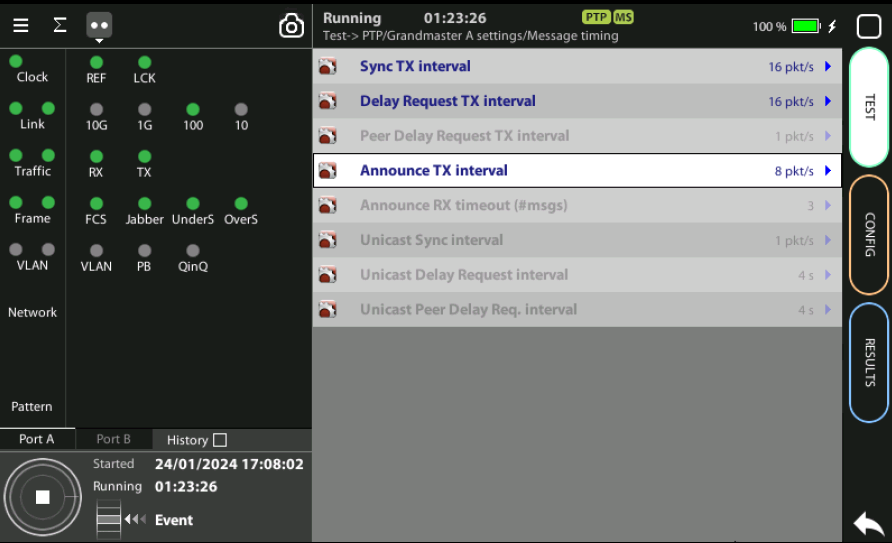 Running 01:23:26 PTP MS
Test-> PTP/Grandmaster A settings/Message timing
100 %
Σ
Clock REF LCK
Link 10G 1G 100 10
Traffic RX TX
Frame FCS Jabber UnderS OverS
VLAN VLAN PB QinQ
Network
Pattern
Port A Port B History
Started 24/01/2024 17:08:02
Running 01:23:26
Event
Sync TX interval 16 pkt/s
Delay Request TX interval 16 pkt/s
Peer Delay Request TX interval 1 pkt/s
Announce TX interval 8 pkt/s
Announce RX timeout (#msgs) 3
Unicast Sync interval 1 pkt/s
Unicast Delay Request interval 4 s
Unicast Peer Delay Req. interval 4 s
TEST
CONFIG
RESULTS